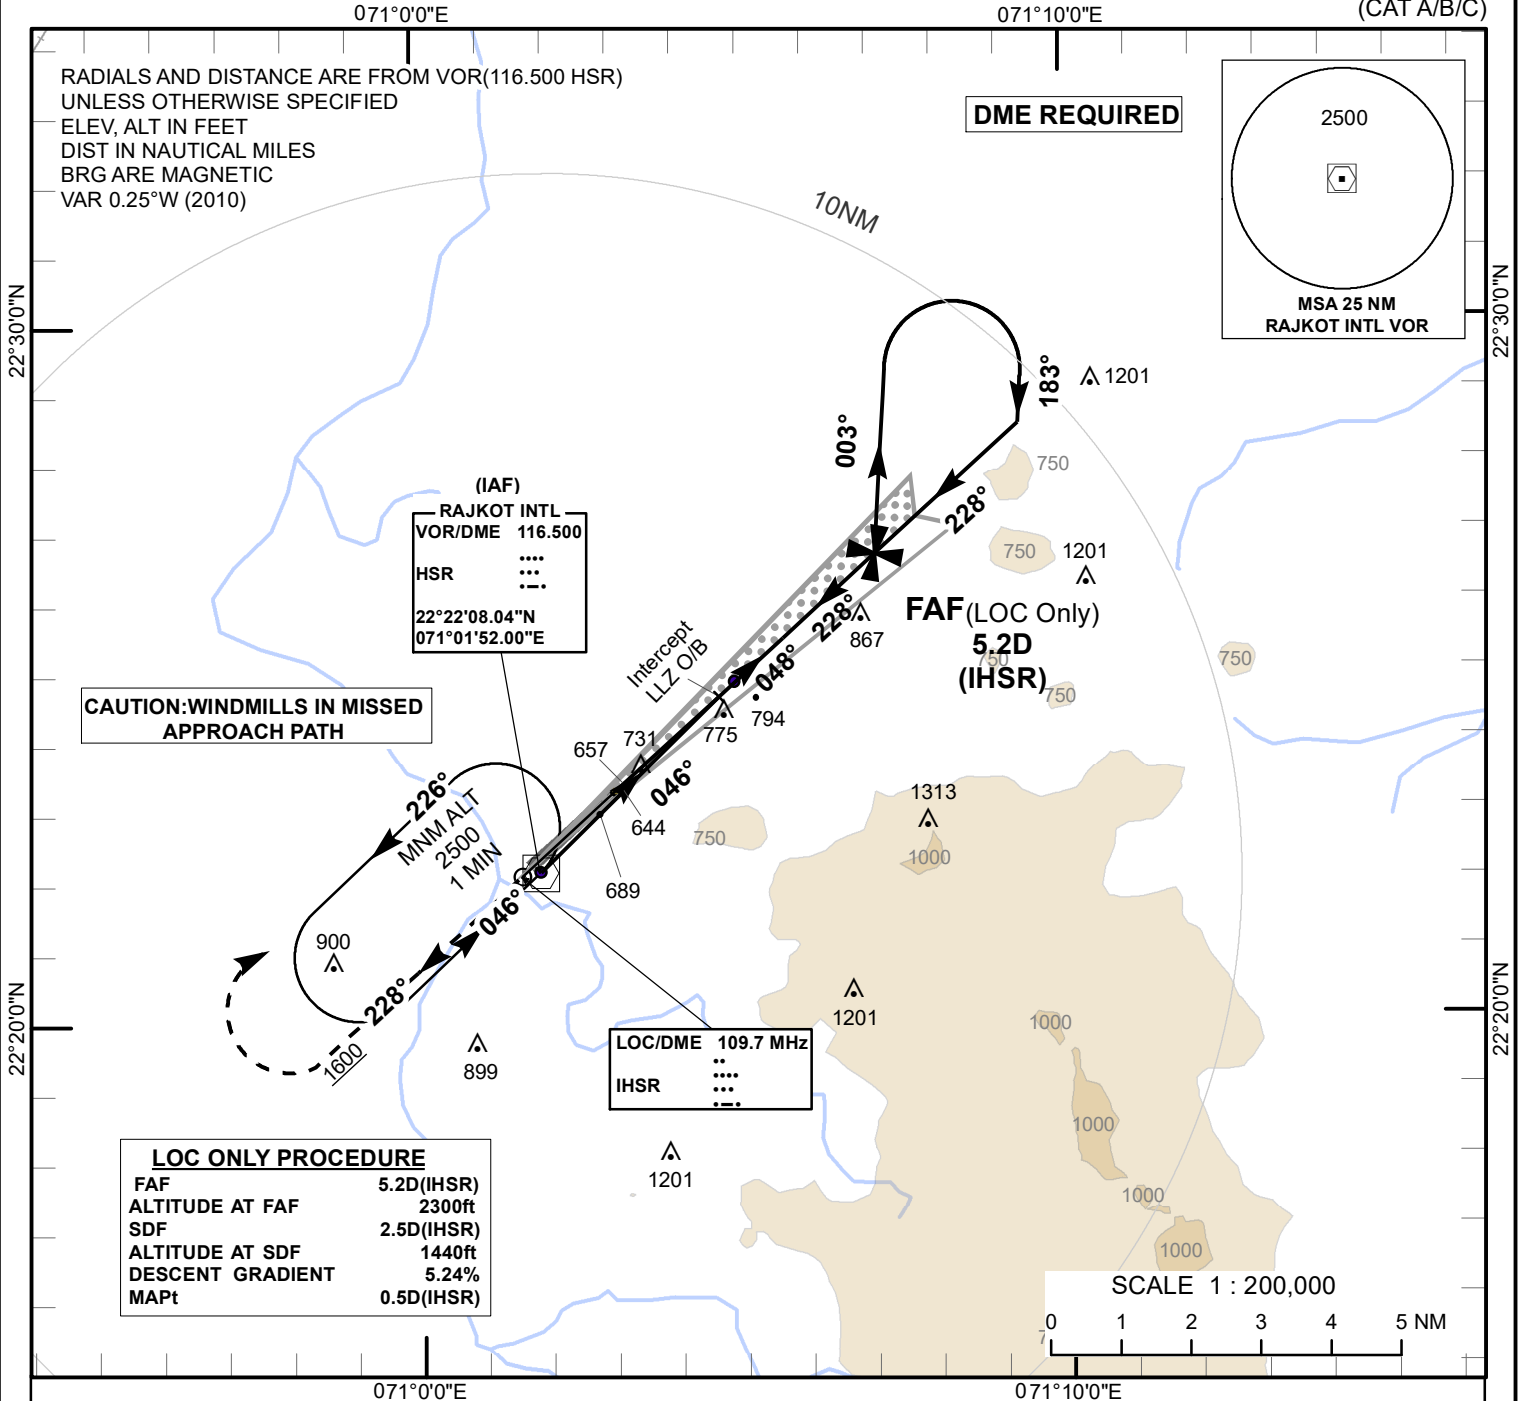 071°0'0"E
071°10'0"E
(CAT A/B/C)
RADIALS AND DISTANCE ARE FROM VOR(116.500 HSR)
UNLESS OTHERWISE SPECIFIED
ELEV, ALT IN FEET
DIST IN NAUTICAL MILES
BRG ARE MAGNETIC
VAR 0.25°W (2010)
DME REQUIRED
2500
MSA 25 NM
RAJKOT INTL VOR
10NM
22°30'0"N
22°30'0"N
183°
1201
003°
750
228°
750
1201
(IAF)
RAJKOT INTL
VOR/DME 116.500
HSR
22°22'08.04"N
071°01'52.00"E
FAF(LOC Only)
5.2D
(IHSR)
228°
867
750
750
750
Intercept
LLZ O/B
048°
794
775
CAUTION:WINDMILLS IN MISSED
APPROACH PATH
731
657
046°
644
689
750
1313
1000
226°
MNM ALT
2500
1 MIN
046°
900
228°
1600
899
1201
22°20'0"N
22°20'0"N
LOC/DME 109.7 MHz
IHSR
1201
1000
1000
1000
1000
LOC ONLY PROCEDURE
FAF 5.2D(IHSR)
ALTITUDE AT FAF 2300ft
SDF 2.5D(IHSR)
ALTITUDE AT SDF 1440ft
DESCENT GRADIENT 5.24%
MAPt 0.5D(IHSR)
SCALE 1 : 200,000
0 1 2 3 4 5 NM
071°0'0"E
071°10'0"E